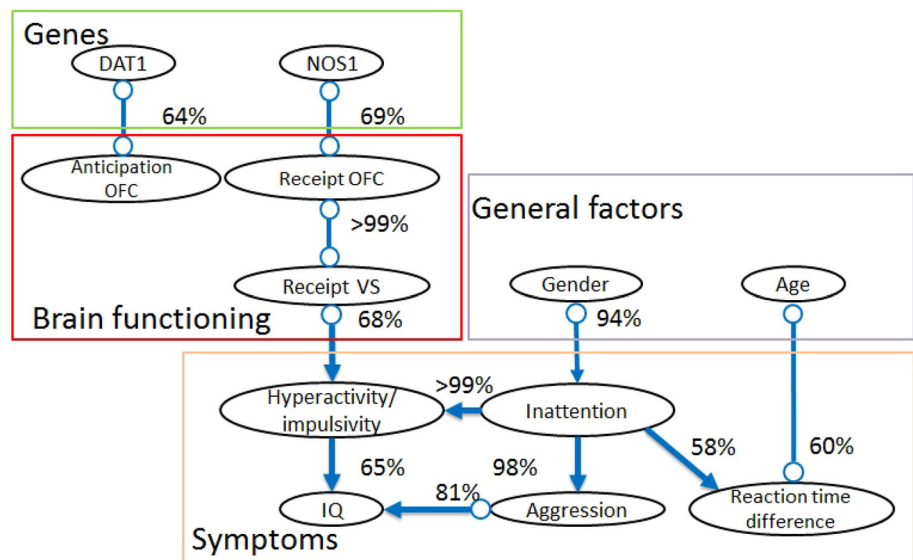 Genes
DAT1
NOS1
64%
69%
Anticipation
OFC
Receipt OFC
>99%
General factors
Receipt VS
Gender
Age
Brain functioning
68%
94%
Hyperactivity/
impulsivity
>99%
Inattention
65%
98%
58%
60%
81%
IQ
Aggression
Reaction time
difference
Symptoms